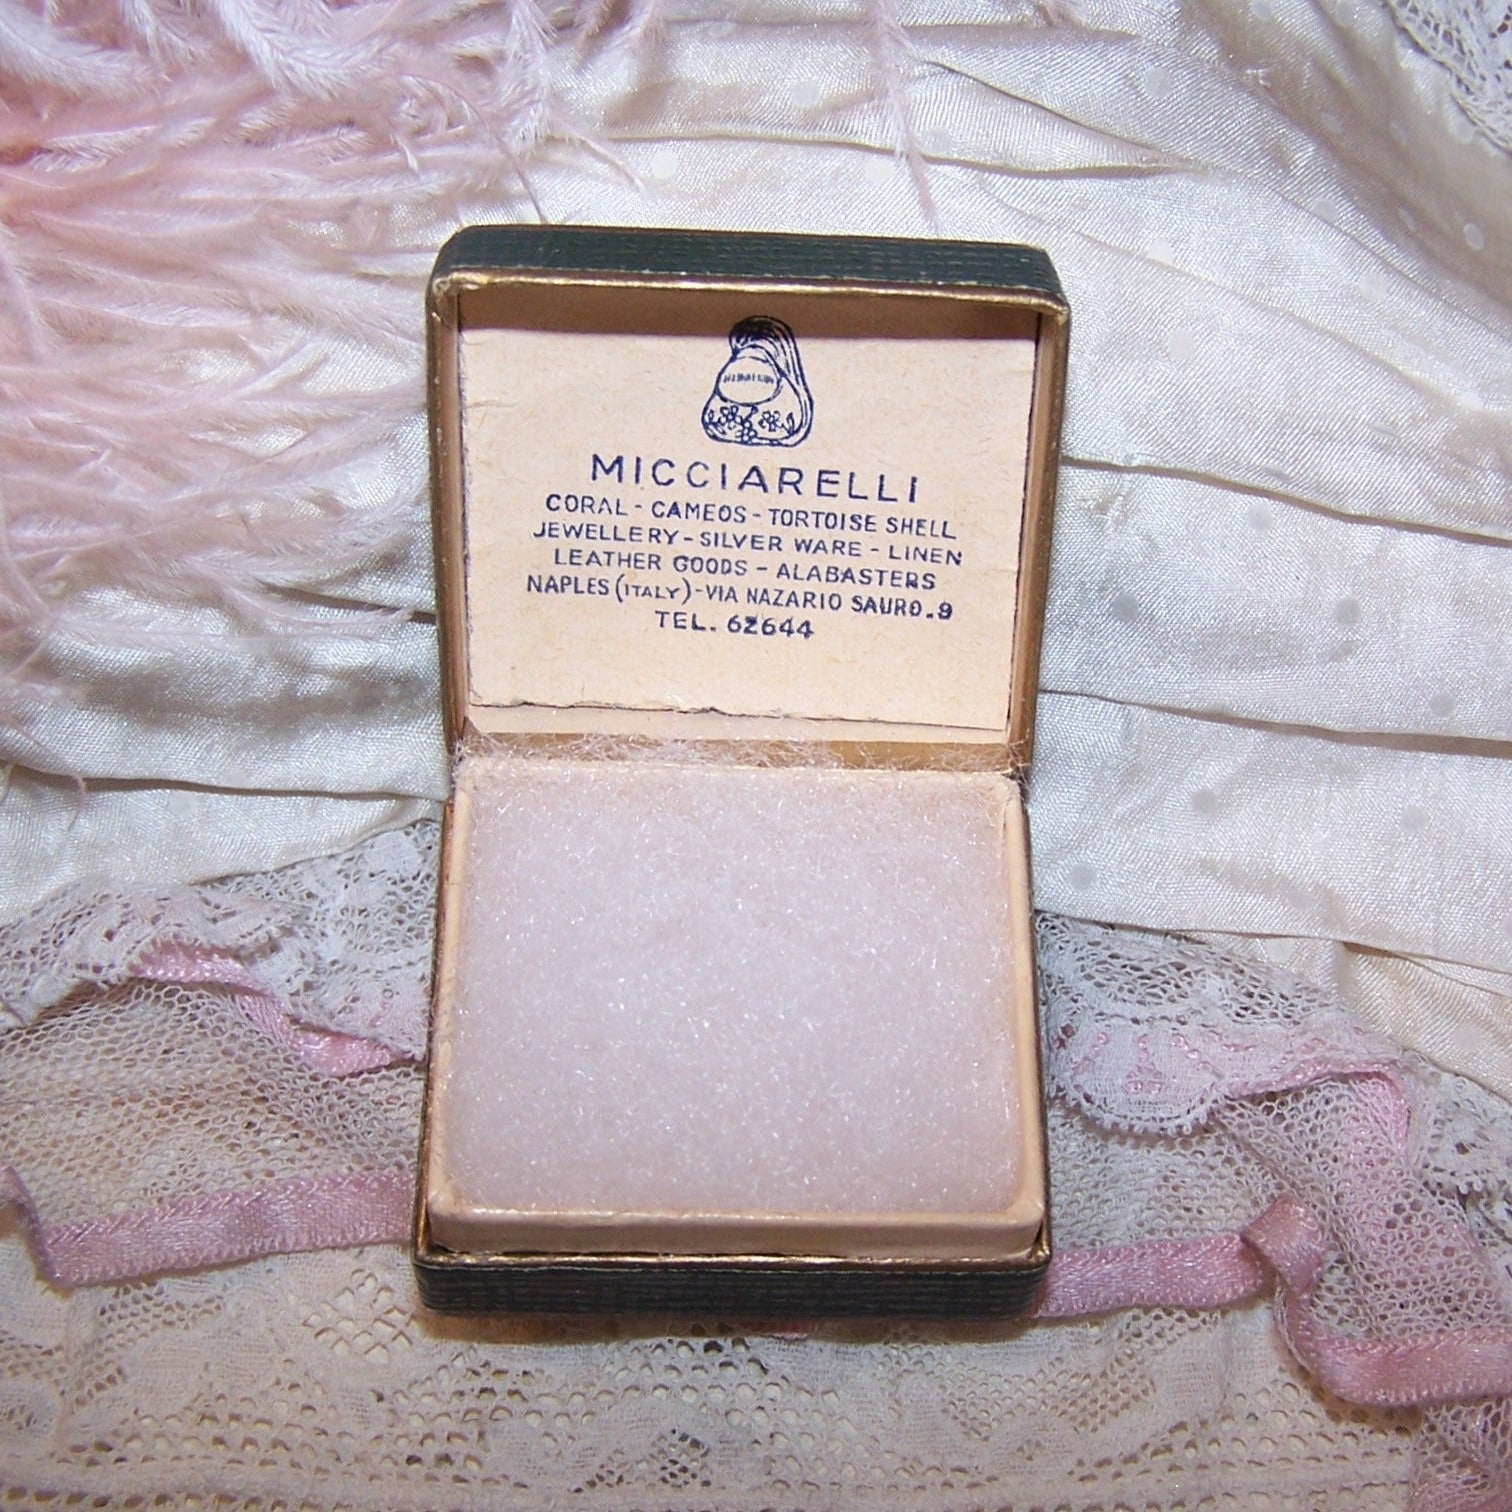 MICCIARELLI
CORAL - CAMEOS - TORTOISE SHELL
JEWELLERY - SILVER WARE - LINEN
LEATHER GOODS - ALABASTERS
NAPLES (ITALY) - VIA NAZARIO SAURO. 9
TEL. 62644